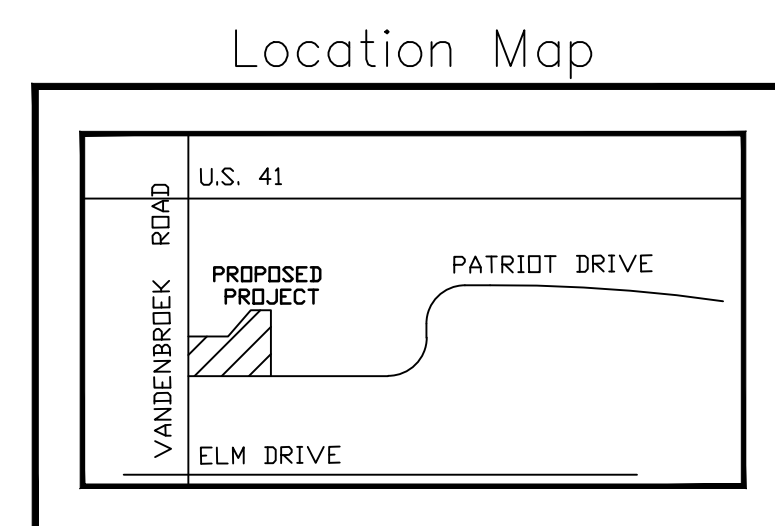 Location Map
U.S. 41
VANDENBROEK ROAD
PROPOSED
PROJECT
PATRIOT DRIVE
ELM DRIVE